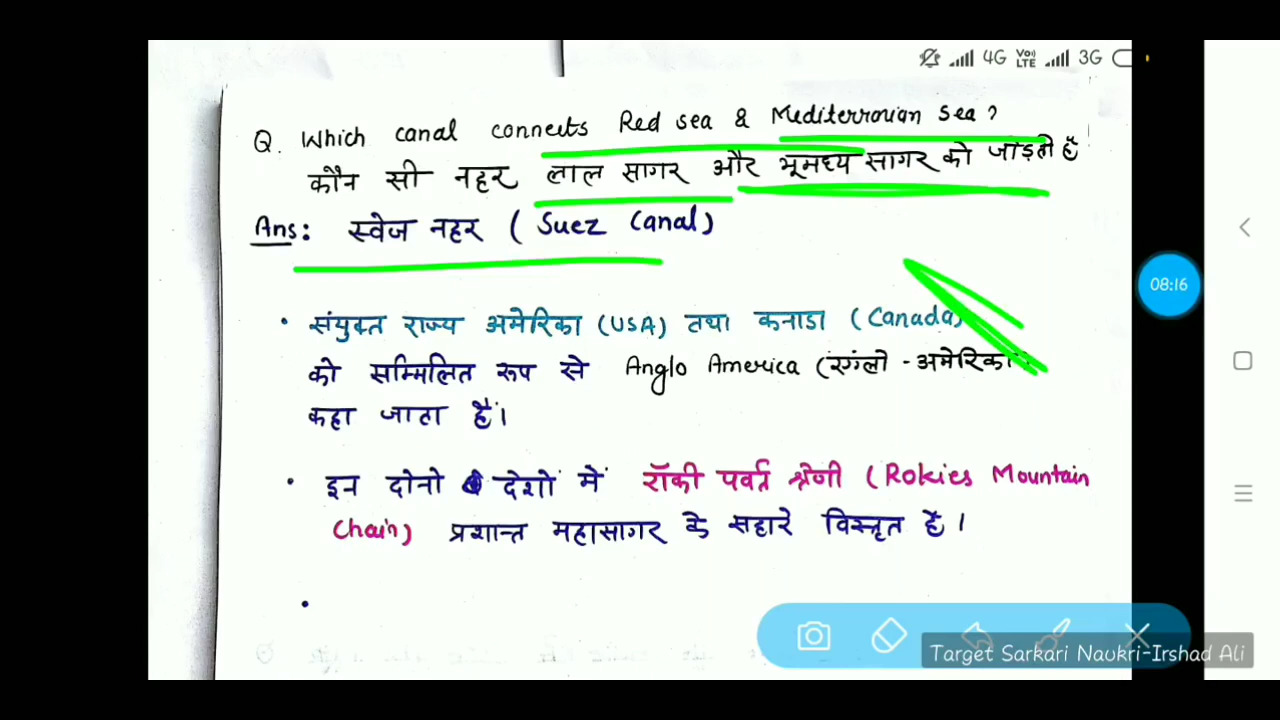 4G VoLTE 3G
Q. Which canal connects Red sea & Mediterranian Sea?
कौन सी नहर लाल सागर और भूमध्य सागर को जोड़ती है
Ans: स्वेज नहर ( Suez Canal)
08:16
• संयुक्त राज्य अमेरिका (USA) तथा कनाडा (Canada)
को सम्मिलित रूप से Anglo America (एंग्लो - अमेरिका)
कहा जाता है।
• इन दोनो देशों में रॉकी पर्वत श्रेणी ( Rokies Mountain
Chain) प्रशान्त महासागर के सहारे विस्तृत है ।
•
Target Sarkari Naukri-Irshad Ali